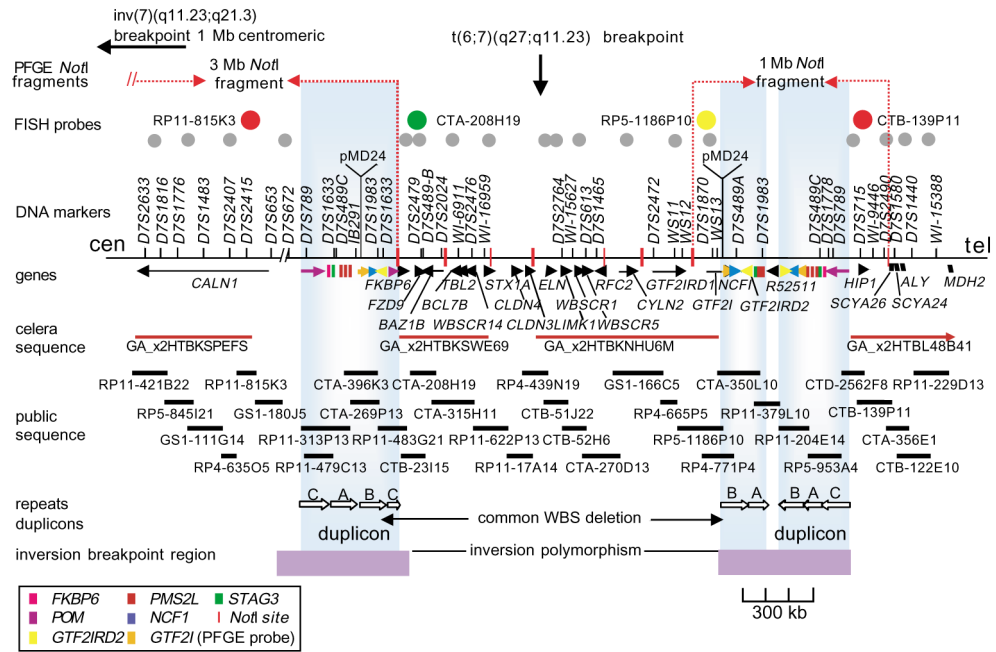 inv(7)(q11.23;q21.3)
breakpoint 1 Mb centromeric
t(6;7)(q27;q11.23) breakpoint
PFGE NotI
fragments
//
3 Mb NotI
fragment
1 Mb NotI
fragment
FISH probes
RP11-815K3 CTA-208H19 RP5-1186P10 CTB-139P11
pMD24 pMD24
DNA markers
D7S2633 D7S1816 D7S1776 D7S1483 D7S2407 D7S2415 D7S653 D7S672 D7S789 D7S1633 D7S489C IB291 D7S1983 D7S1633 D7S2479 D7S489-B D7S2024 WI-6911 D7S2476 WI-16959 D7S2764 WI-15627 D7S613 D7S1465 D7S2472 WS11 WS12 D7S1870 WS13 D7S489A D7S1983 D7S489C D7S1778 D7S789 D7S715 WI-9446 D7S2490 D7S1580 D7S1440 WI-15388
cen // tel
genes
CALN1 FKBP6 TBL2 STX1A ELN RFC2 GTF2IRD1 NCF1 R52511 HIP1 ALY MDH2
FZD9 BCL7B CLDN4 WBSCR1 CYLN2 GTF2I GTF2IRD2 SCYA26 SCYA24
BAZ1B WBSCR14 CLDN3 LIMK1 WBSCR5
celera
sequence
GA_x2HTBKSPEFS GA_x2HTBKSWE69 GA_x2HTBKNHU6M GA_x2HTBL48B41
public
sequence
RP11-421B22 RP11-815K3 CTA-396K3 CTA-208H19 RP4-439N19 GS1-166C5 CTA-350L10 CTD-2562F8 RP11-229D13
RP5-845I21 GS1-180J5 CTA-269P13 CTA-315H11 CTB-51J22 RP4-665P5 RP11-379L10 CTB-139P11
GS1-111G14 RP11-313P13 RP11-483G21 RP11-622P13 CTB-52H6 RP5-1186P10 RP11-204E14 CTA-356E1
RP4-635O5 RP11-479C13 CTB-23I15 RP11-17A14 CTA-270D13 RP4-771P4 RP5-953A4 CTB-122E10
repeats
duplicons
C A B C B A B A C
duplicon common WBS deletion duplicon
inversion breakpoint region
inversion polymorphism
300 kb
FKBP6 PMS2L STAG3
POM NCF1 NotI site
GTF2IRD2 GTF2I (PFGE probe)